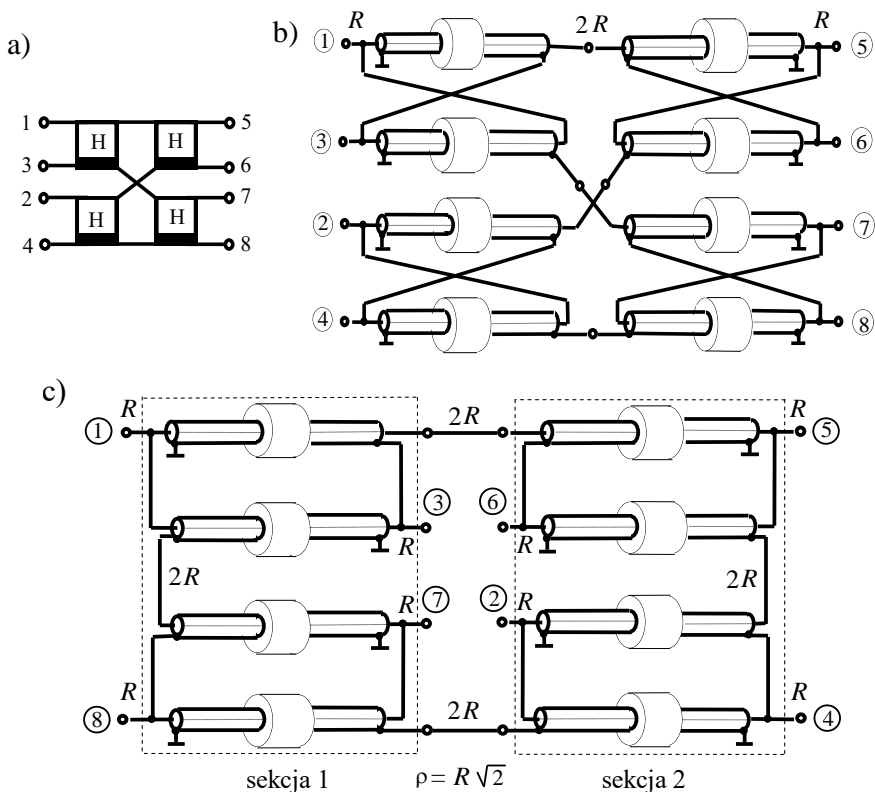 a)
1 H H 5
3 6
2 H H 7
4 8
b)
R 2R R
① ⑤
③ ⑥
② ⑦
④ ⑧
c)
R 2R R
① ⑤
③ ⑥
R R
2R R ⑦ ② R 2R
R 2R R
⑧ ④
sekcja 1 ρ = R √2 sekcja 2